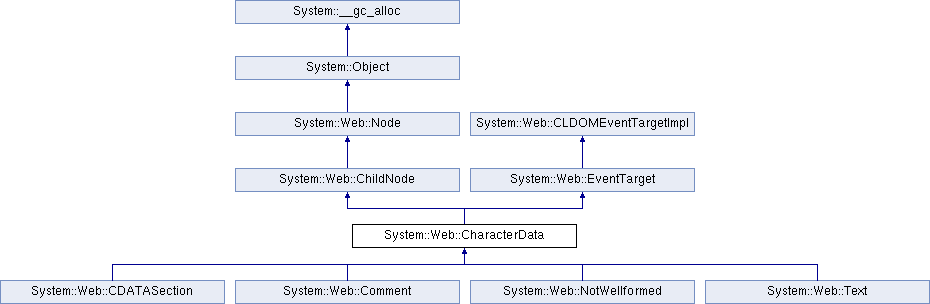 System::__gc_alloc
System::Object
System::Web::Node
System::Web::CLDOMEventTargetImpl
System::Web::ChildNode
System::Web::EventTarget
System::Web::CharacterData
System::Web::CDATASection
System::Web::Comment
System::Web::NotWellformed
System::Web::Text